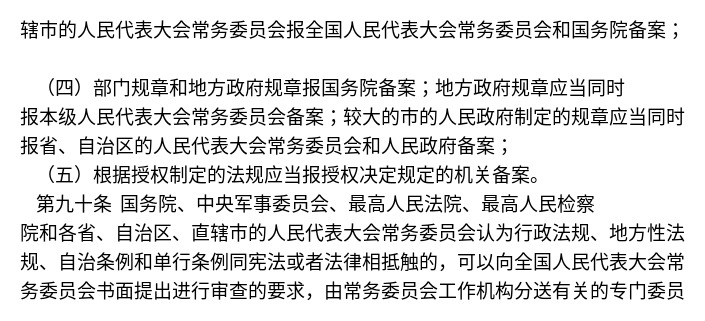 辖市的人民代表大会常务委员会报全国人民代表大会常务委员会和国务院备案；
（四）部门规章和地方政府规章报国务院备案；地方政府规章应当同时
报本级人民代表大会常务委员会备案；较大的市的人民政府制定的规章应当同时
报省、自治区的人民代表大会常务委员会和人民政府备案；
（五）根据授权制定的法规应当报授权决定规定的机关备案。
第九十条 国务院、中央军事委员会、最高人民法院、最高人民检察
院和各省、自治区、直辖市的人民代表大会常务委员会认为行政法规、地方性法
规、自治条例和单行条例同宪法或者法律相抵触的，可以向全国人民代表大会常
务委员会书面提出进行审查的要求，由常务委员会工作机构分送有关的专门委员